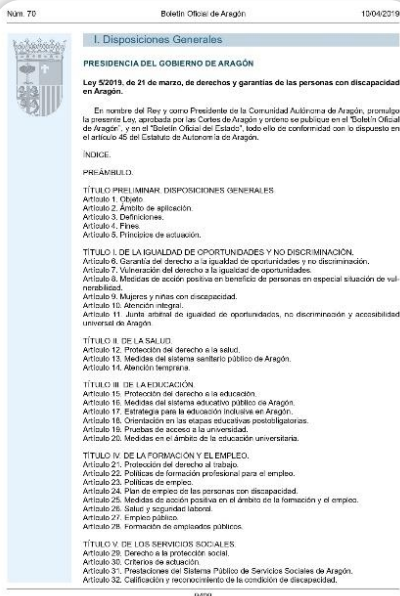 Núm. 70
Boletín Oficial de Aragón
10/04/2019
I. Disposiciones Generales
PRESIDENCIA DEL GOBIERNO DE ARAGÓN
Ley 5/2019, de 21 de marzo, de derechos y garantías de las personas con discapacidad
en Aragón.
En nombre del Rey y como Presidente de la Comunidad Autónoma de Aragón, promulgo
la presente Ley, aprobada por las Cortes de Aragón y ordeno se publique en el "Boletín Oficial
de Aragón", y en el "Boletín Oficial del Estado", todo ello de conformidad con lo dispuesto en
el artículo 45 del Estatuto de Autonomía de Aragón.
ÍNDICE.
PREÁMBULO.
TÍTULO PRELIMINAR. DISPOSICIONES GENERALES
Artículo 1. Objeto
Artículo 2. Ámbito de aplicación.
Artículo 3. Definiciones.
Artículo 4. Fines.
Artículo 5. Principios de actuación.
TÍTULO I. DE LA IGUALDAD DE OPORTUNIDADES Y NO DISCRIMINACIÓN.
Artículo 6. Garantía del derecho a la igualdad de oportunidades y no discriminación.
Artículo 7. Vulneración del derecho a la igualdad de oportunidades.
Artículo 8. Medidas de acción positiva en beneficio de personas en especial situación de vul-
nerabilidad.
Artículo 9. Mujeres y niñas con discapacidad.
Artículo 10. Atención integral.
Artículo 11. Junta arbitral de igualdad de oportunidades, no discriminación y accesibilidad
universal de Aragón.
TÍTULO II. DE LA SALUD.
Artículo 12. Protección del derecho a la salud.
Artículo 13. Medidas del sistema sanitario público de Aragón.
Artículo 14. Atención temprana.
TÍTULO III. DE LA EDUCACIÓN.
Artículo 15. Protección del derecho a la educación.
Artículo 16. Medidas del sistema educativo público de Aragón.
Artículo 17. Estrategia para la educación inclusiva en Aragón.
Artículo 18. Orientación en las etapas educativas postobligatorias.
Artículo 19. Pruebas de acceso a la universidad.
Artículo 20. Medidas en el ámbito de la educación universitaria.
TÍTULO IV. DE LA FORMACIÓN Y EL EMPLEO.
Artículo 21. Protección del derecho al trabajo.
Artículo 22. Políticas de formación profesional para el empleo.
Artículo 23. Políticas de empleo.
Artículo 24. Plan de empleo de las personas con discapacidad.
Artículo 25. Medidas de acción positiva en el ámbito de la formación y el empleo.
Artículo 26. Salud y seguridad laboral.
Artículo 27. Empleo público.
Artículo 28. Formación de empleados públicos.
TÍTULO V. DE LOS SERVICIOS SOCIALES.
Artículo 29. Derecho a la protección social.
Artículo 30. Criterios de actuación.
Artículo 31. Prestaciones del Sistema Público de Servicios Sociales de Aragón.
Artículo 32. Calificación y reconocimiento de la condición de discapacidad.